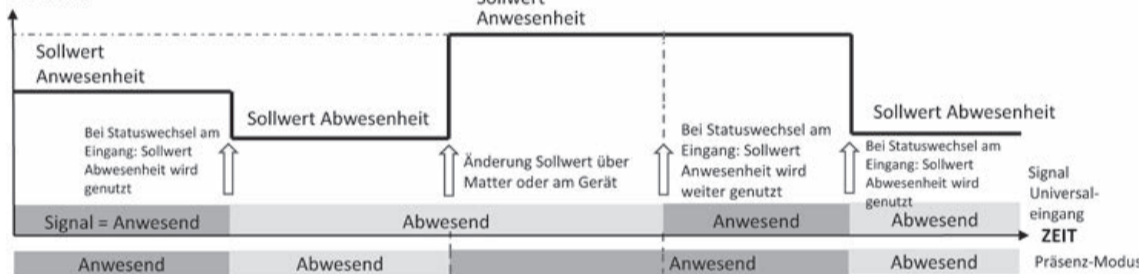 Anwesenheit
Sollwert
Anwesenheit
Sollwert Abwesenheit
Sollwert Abwesenheit
Bei Statuswechsel am
Eingang: Sollwert
Abwesenheit wird
genutzt
Änderung Sollwert über
Matter oder am Gerät
Bei Statuswechsel am
Eingang: Sollwert
Anwesenheit wird
weiter genutzt
Bei Statuswechsel am
Eingang: Sollwert
Abwesenheit wird
genutzt
Signal
Universal-
eingang
Signal = Anwesend
Abwesend
Anwesend
Abwesend
ZEIT
Anwesend
Abwesend
Anwesend
Abwesend
Präsenz-Modus